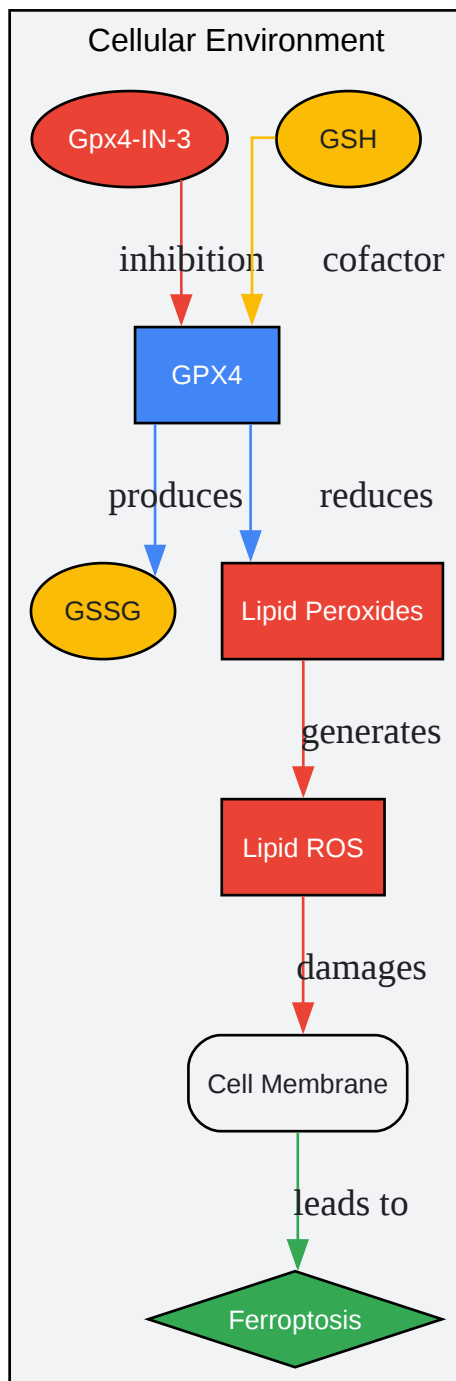 Cellular Environment
Gpx4-IN-3
GSH
inhibition
cofactor
GPX4
produces
reduces
GSSG
Lipid Peroxides
generates
Lipid ROS
damages
Cell Membrane
leads to
Ferroptosis